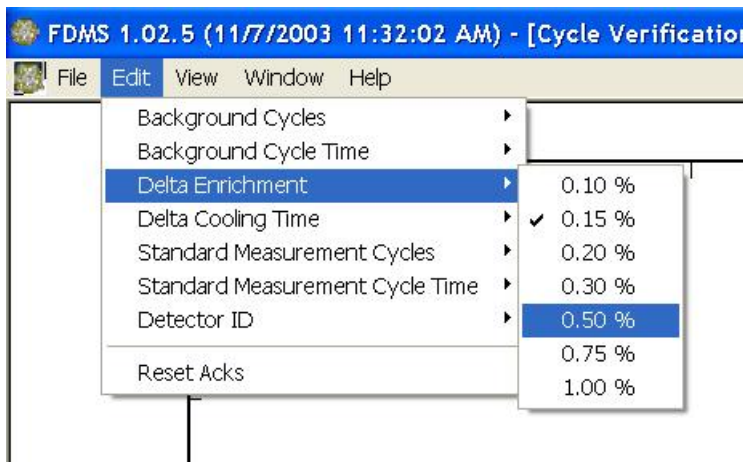 FDMS 1.02.5 (11/7/2003 11:32:02 AM) - [Cycle Verification
File Edit View Window Help
Background Cycles
Background Cycle Time
Delta Enrichment
Delta Cooling Time
Standard Measurement Cycles
Standard Measurement Cycle Time
Detector ID
Reset Acks
0.10 %
0.15 %
0.20 %
0.30 %
0.50 %
0.75 %
1.00 %